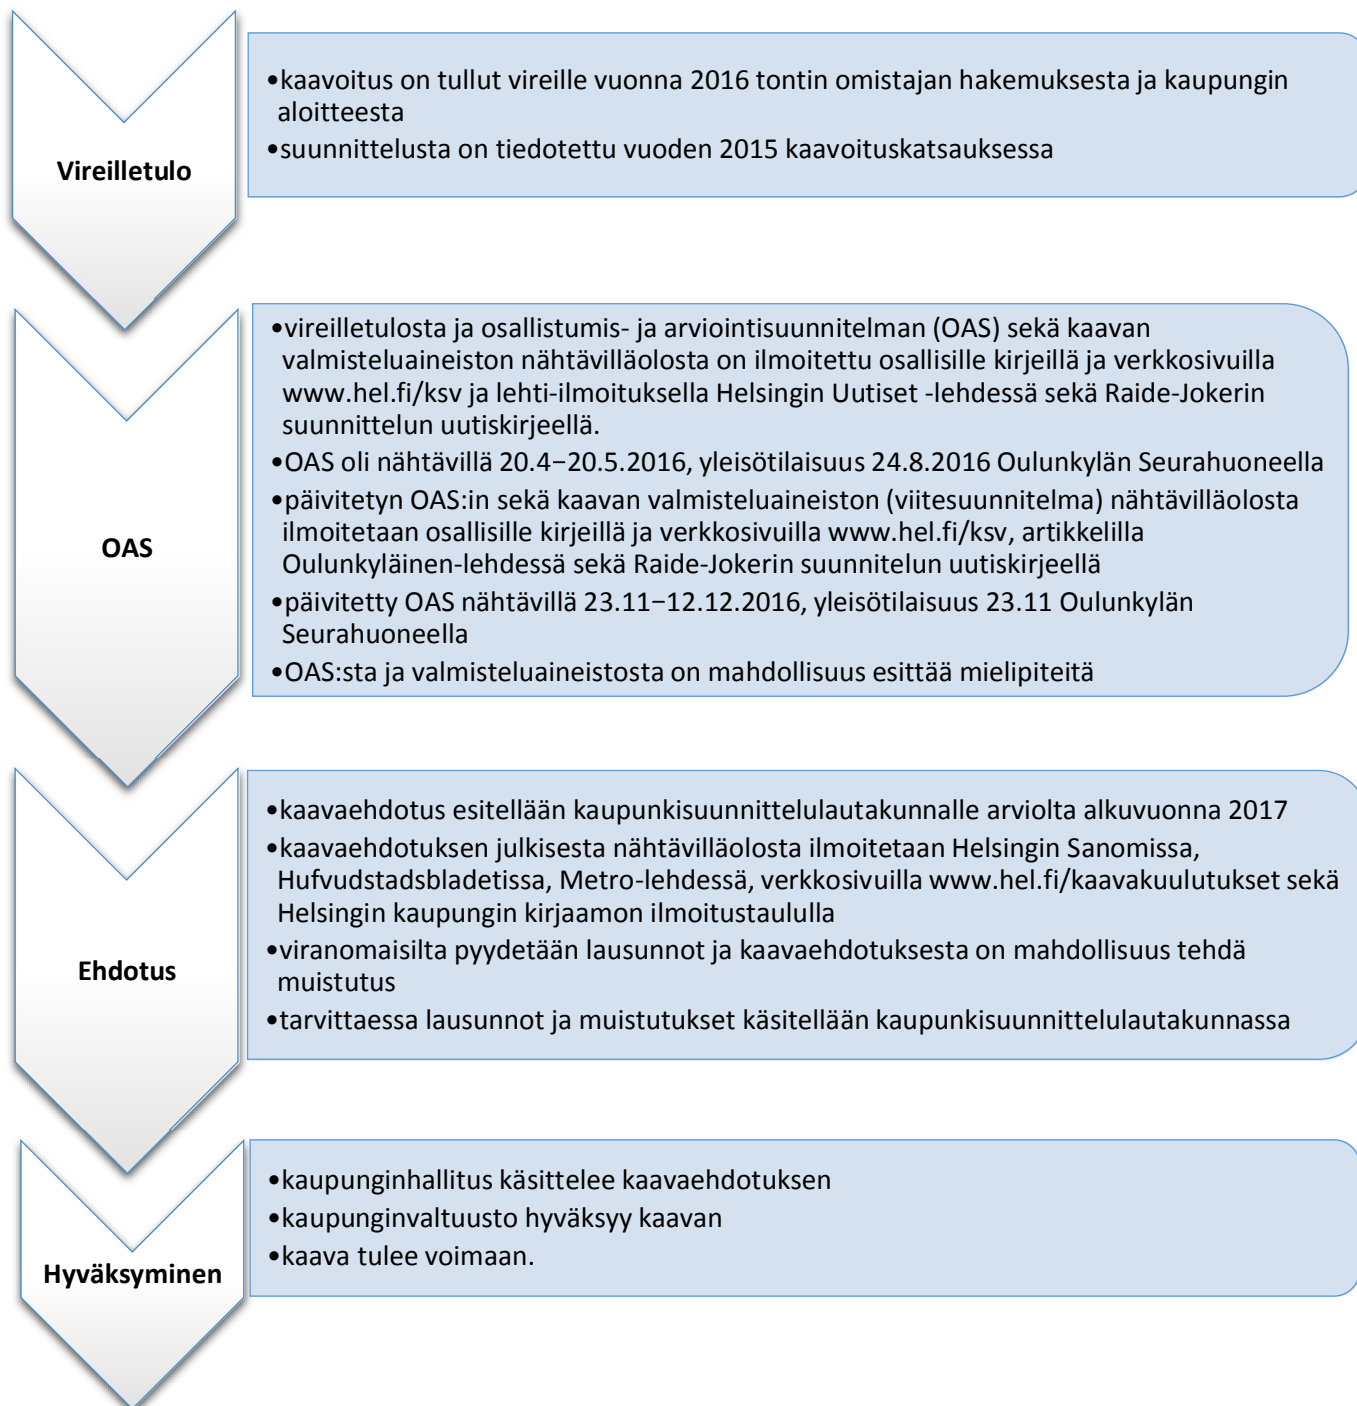 Vireilletulo
•kaavoitus on tullut vireille vuonna 2016 tontin omistajan hakemuksesta ja kaupungin
aloitteesta
•suunnittelusta on tiedotettu vuoden 2015 kaavoituskatsauksessa
OAS
•vireilletulosta ja osallistumis- ja arviointisuunnitelman (OAS) sekä kaavan
valmisteluaineiston nähtävilläolosta on ilmoitettu osallisille kirjeillä ja verkkosivuilla
www.hel.fi/ksv ja lehti-ilmoituksella Helsingin Uutiset -lehdessä sekä Raide-Jokerin
suunnittelun uutiskirjeellä.
•OAS oli nähtävillä 20.4−20.5.2016, yleisötilaisuus 24.8.2016 Oulunkylän Seurahuoneella
•päivitetyn OAS:in sekä kaavan valmisteluaineiston (viitesuunnitelma) nähtävilläolosta
ilmoitetaan osallisille kirjeillä ja verkkosivuilla www.hel.fi/ksv, artikkelilla
Oulunkyläinen-lehdessä sekä Raide-Jokerin suunnitelun uutiskirjeellä
•päivitetty OAS nähtävillä 23.11−12.12.2016, yleisötilaisuus 23.11 Oulunkylän
Seurahuoneella
•OAS:sta ja valmisteluaineistosta on mahdollisuus esittää mielipiteitä
Ehdotus
•kaavaehdotus esitellään kaupunkisuunnittelulautakunnalle arviolta alkuvuonna 2017
•kaavaehdotuksen julkisesta nähtävilläolosta ilmoitetaan Helsingin Sanomissa,
Hufvudstadsbladetissa, Metro-lehdessä, verkkosivuilla www.hel.fi/kaavakuulutukset sekä
Helsingin kaupungin kirjaamon ilmoitustaululla
•viranomaisilta pyydetään lausunnot ja kaavaehdotuksesta on mahdollisuus tehdä
muistutus
•tarvittaessa lausunnot ja muistutukset käsitellään kaupunkisuunnittelulautakunnassa
Hyväksyminen
•kaupunginhallitus käsittelee kaavaehdotuksen
•kaupunginvaltuusto hyväksyy kaavan
•kaava tulee voimaan.